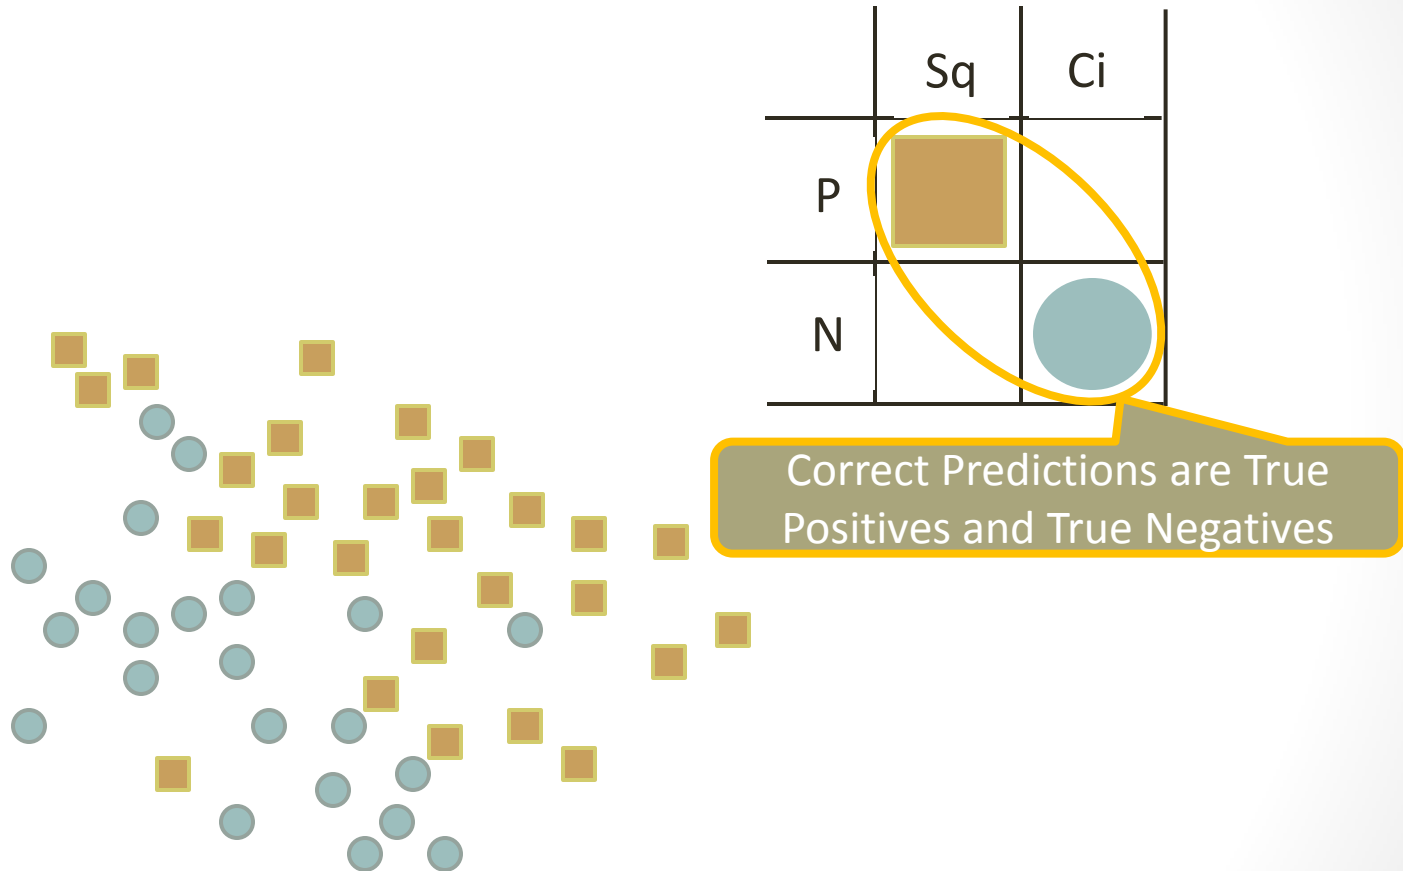 Sq Ci
P
N
Correct Predictions are True
Positives and True Negatives